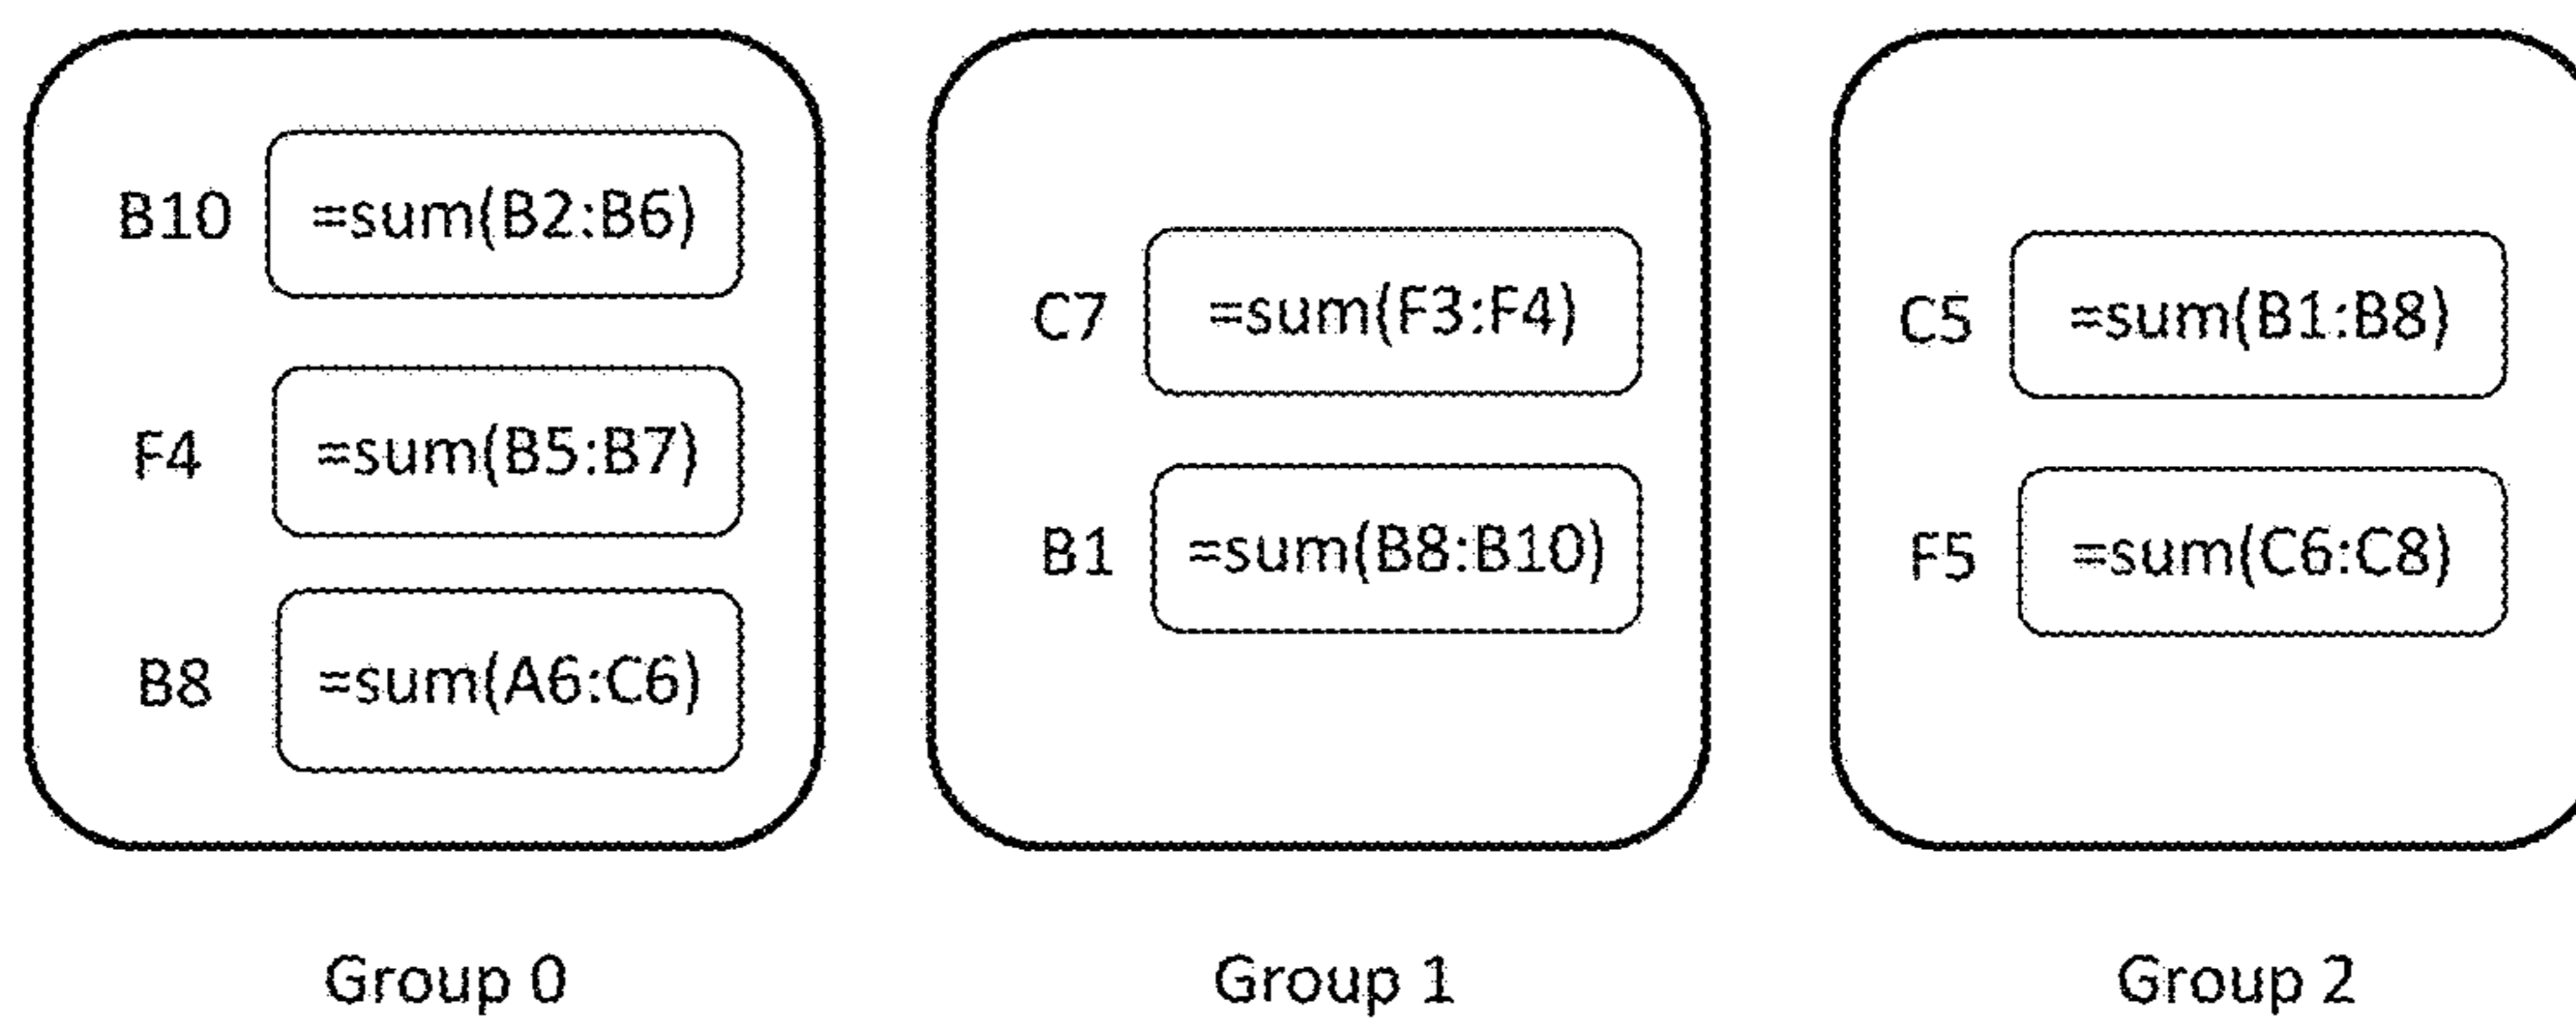 B10 =sum(B2:B6)
F4 =sum(B5:B7)
B8 =sum(A6:C6)
Group 0
C7 =sum(F3:F4)
B1 =sum(B8:B10)
Group 1
C5 =sum(B1:B8)
F5 =sum(C6:C8)
Group 2